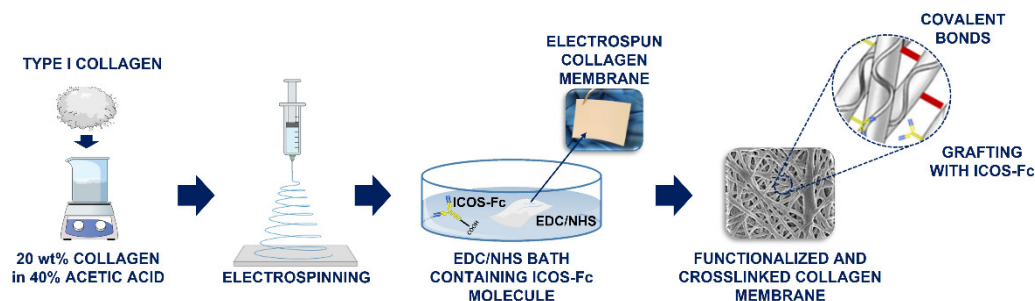 TYPE I COLLAGEN
20 wt% COLLAGEN
in 40% ACETIC ACID
ELECTROSPINNING
ELECTROSPUN
COLLAGEN
MEMBRANE
ICOS-Fc
COOH
EDC/NHS
EDC/NHS BATH
CONTAINING ICOS-Fc
MOLECULE
COVALENT
BONDS
GRAFTING
WITH ICOS-Fc
FUNCTIONALIZED AND
CROSSLINKED COLLAGEN
MEMBRANE